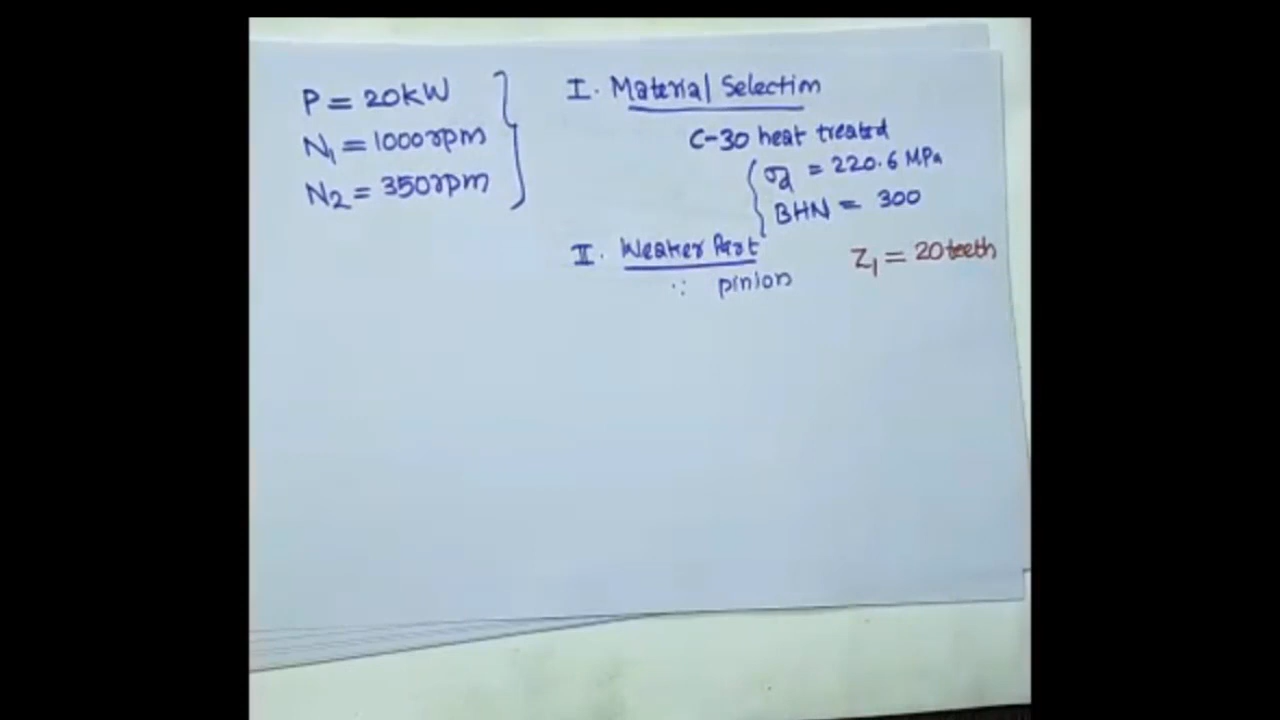 P = 20kW
N1 = 1000rpm
N2 = 350rpm
I. Material Selection
C-30 heat treated
σd = 220.6 MPa
BHN = 300
II. Weaker Part
∵ pinion
Z1 = 20 teeth